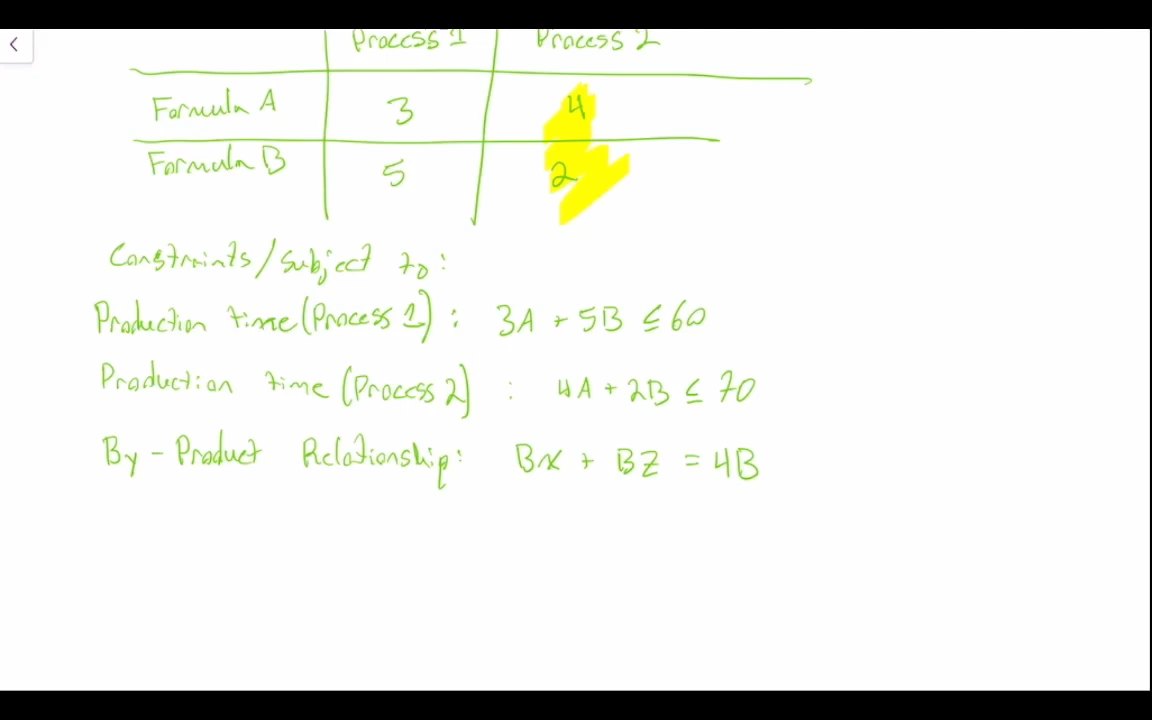 Process 1 Process 2
Formula A 3 4
Formula B 5 2
Constraints/Subject to:
Production time (Process 1) : 3A + 5B ≤ 60
Production time (Process 2) : 4A + 2B ≤ 70
By-Product Relationship: BX + BZ = 4B